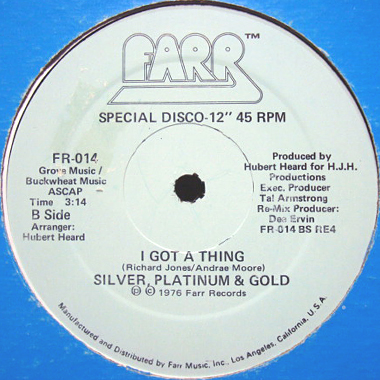 FARR™
SPECIAL DISCO-12" 45 RPM
FR-014
Grove Music/
Buckwheat Music
ASCAP
Time 3:14
B Side
Arranger:
Hubert Heard
Produced by
Hubert Heard for H.J.H.
Productions
Exec. Producer
Tal Armstrong
Re-Mix Producer:
Dee Ervin
FR-014 BS RE4
I GOT A THING
(Richard Jones/Andrae Moore)
SILVER, PLATINUM & GOLD
℗ © 1976 Farr Records
Manufactured and Distributed by Farr Music, Inc., Los Angeles, California, U.S.A.